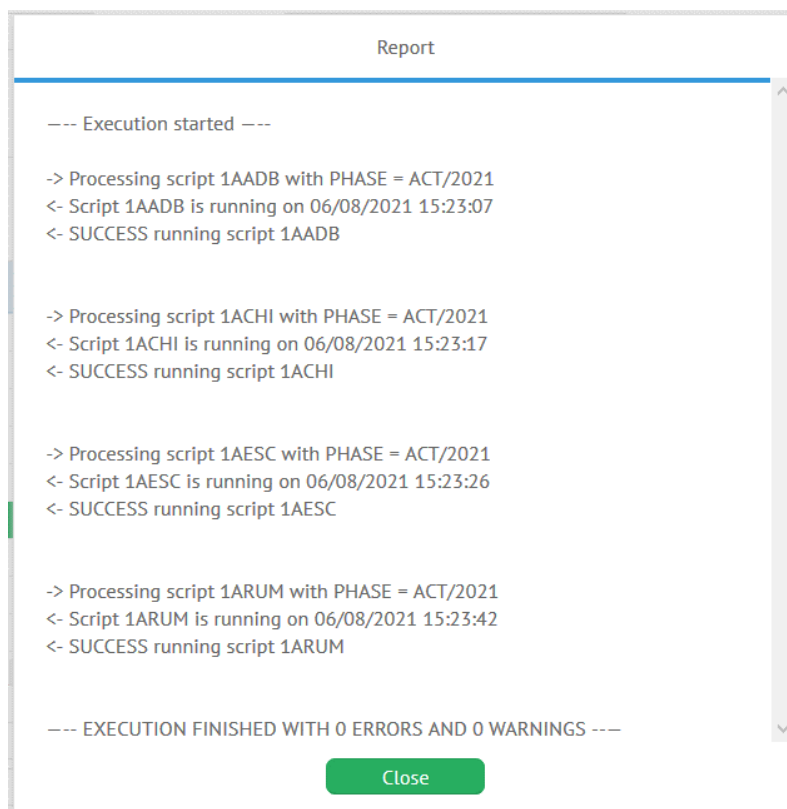 Report
—-- Execution started —--
-> Processing script 1AADB with PHASE = ACT/2021
<- Script 1AADB is running on 06/08/2021 15:23:07
<- SUCCESS running script 1AADB
-> Processing script 1ACHI with PHASE = ACT/2021
<- Script 1ACHI is running on 06/08/2021 15:23:17
<- SUCCESS running script 1ACHI
-> Processing script 1AESC with PHASE = ACT/2021
<- Script 1AESC is running on 06/08/2021 15:23:26
<- SUCCESS running script 1AESC
-> Processing script 1ARUM with PHASE = ACT/2021
<- Script 1ARUM is running on 06/08/2021 15:23:42
<- SUCCESS running script 1ARUM
—-- EXECUTION FINISHED WITH 0 ERRORS AND 0 WARNINGS --—
Close